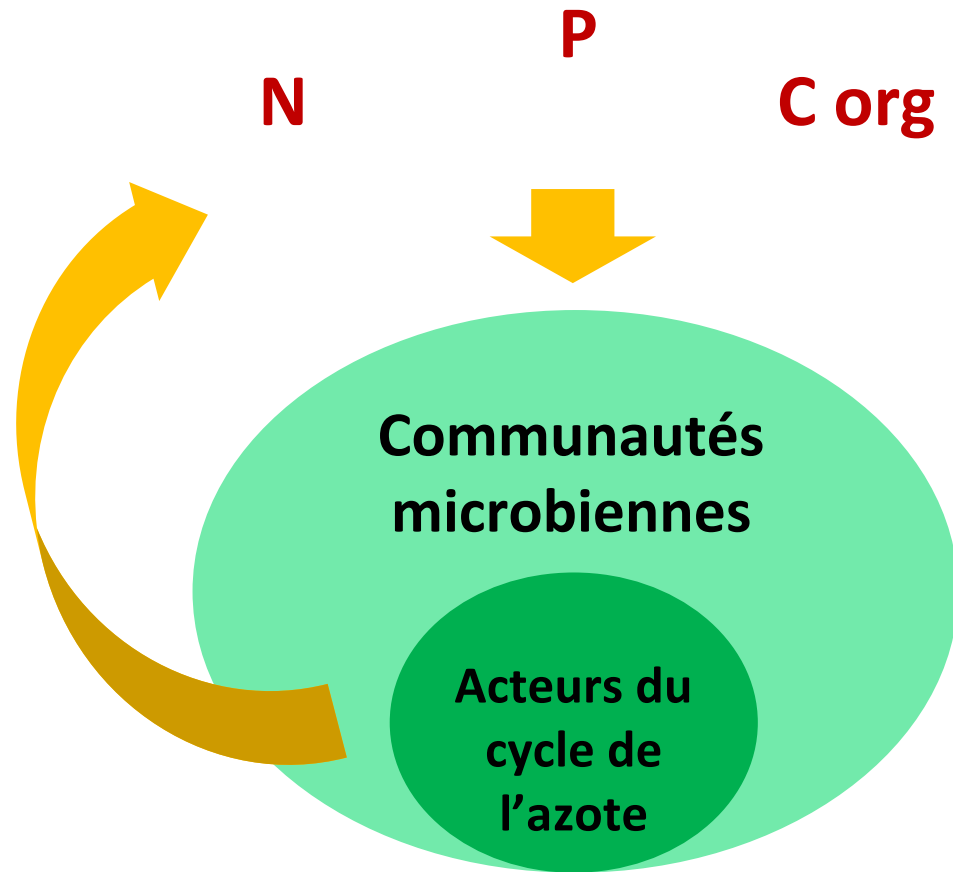 P
N
C org
Communautés
microbiennes
Acteurs du
cycle de
l’azote